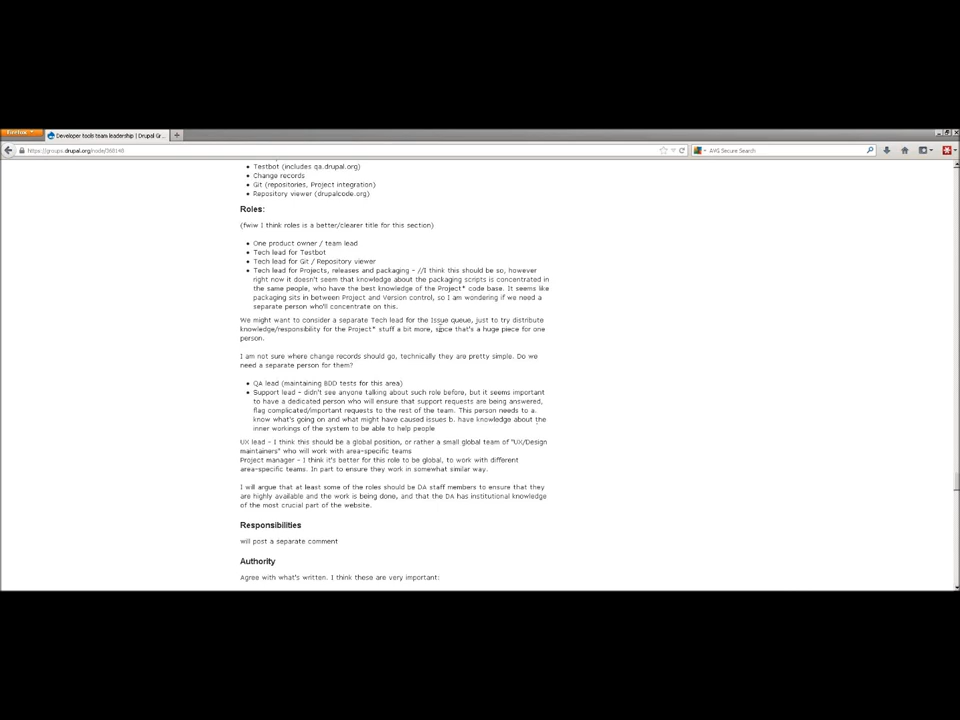 Firefox
Developer tools team leadership | Drupal Gr...
https://groups.drupal.org/node/
AVG Secure Search
Testbot (includes qa.drupal.org)
Change records
Git (repositories, Project integration)
Repository viewer (drupalcode.org)
Roles:
(fwiw I think roles is a better/clearer title for this section)
One product owner / team lead
Tech lead for Testbot
Tech lead for Git / Repository viewer
Tech lead for Projects, releases and packaging - //I think this should be so, however
right now it doesn't seem that knowledge about the packaging scripts is concentrated in
the same people, who have the best knowledge of the Project* code base. It seems like
packaging sits in between Project and Version control, so I am wondering if we need a
separate person who'll concentrate on this.
We might want to consider a separate Tech lead for the Issue queue, just to try distribute
knowledge/responsibility for the Project* stuff a bit more, since that's a huge piece for one
person.
I am not sure where change records should go, technically they are pretty simple. Do we
need a separate person for them?
QA lead (maintaining BDD tests for this area)
Support lead - didn't see anyone talking about such role before, but it seems important
to have a dedicated person who will ensure that support requests are being answered,
flag complicated/important requests to the rest of the team. This person needs to a.
know what's going on and what might have caused issues b. have knowledge about the
inner workings of the system to be able to help people
UX lead - I think this should be a global position, or rather a small global team of "UX/Design
maintainers" who will work with area-specific teams
Project manager - I think it's better for this role to be global, to work with different
area-specific teams. In part to ensure they work in somewhat similar way.
I will argue that at least some of the roles should be DA staff members to ensure that they
are highly available and the work is being done, and that the DA has institutional knowledge
of the most crucial part of the website.
Responsibilities
will post a separate comment
Authority
Agree with what's written. I think these are very important: